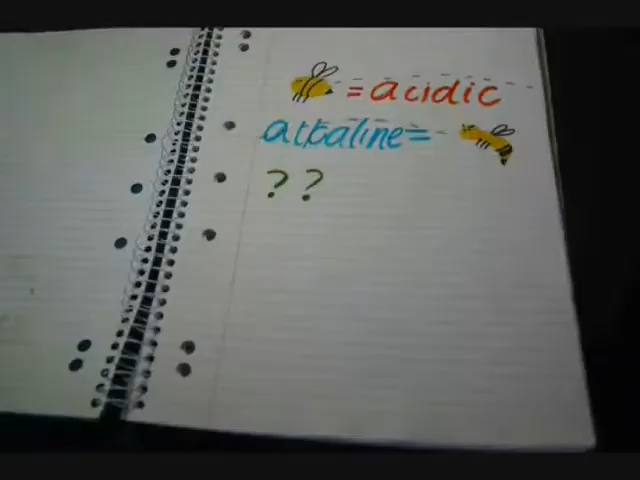 = acidic
alkaline =
??